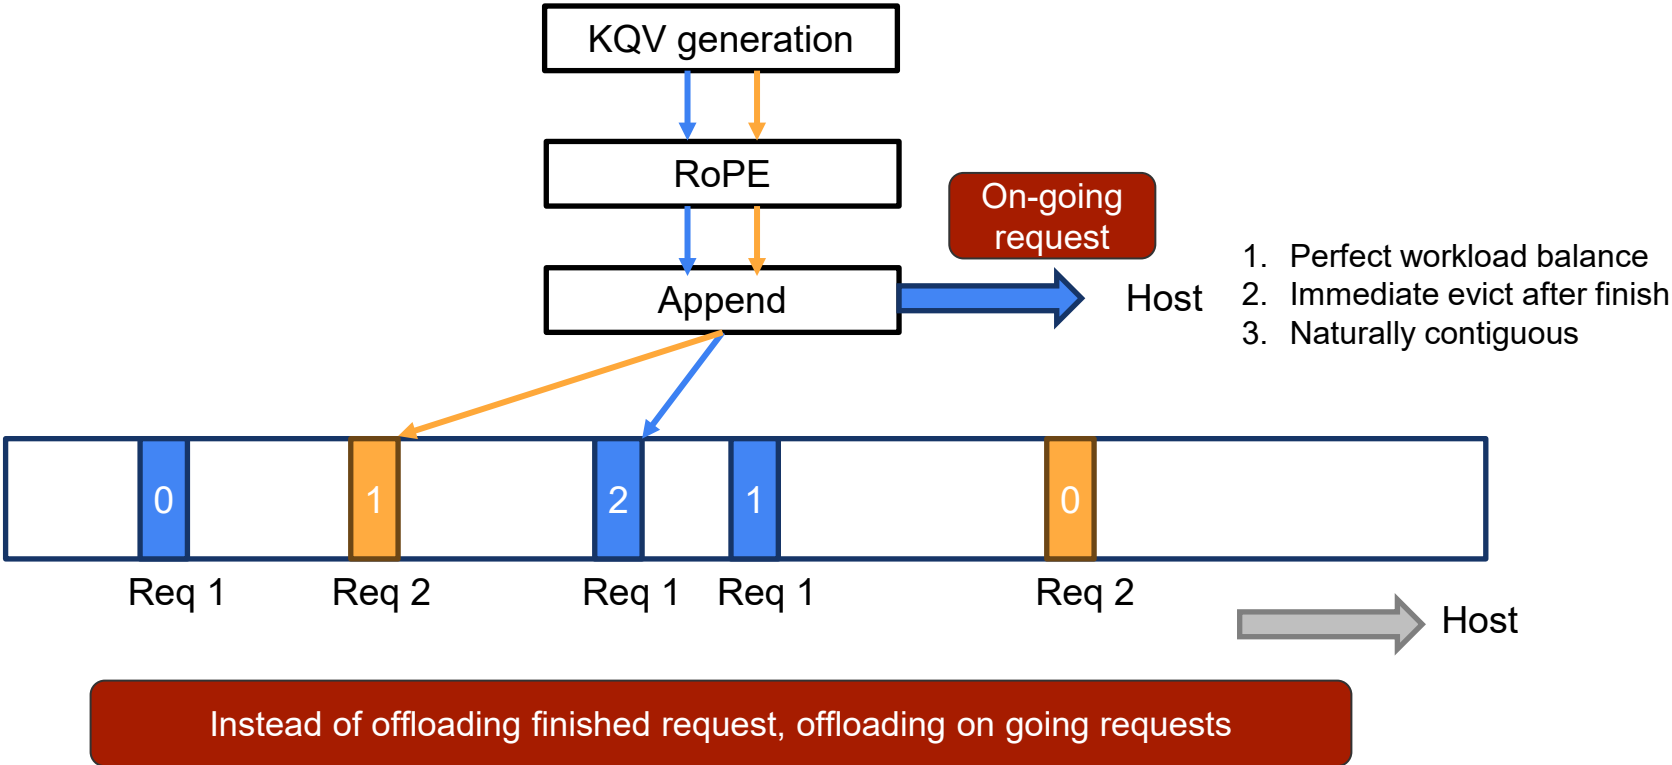 KQV generation
RoPE
On-going
request
Append
Host
1. Perfect workload balance
2. Immediate evict after finish
3. Naturally contiguous
0
1
2
1
0
Req 1
Req 2
Req 1
Req 1
Req 2
Host
Instead of offloading finished request, offloading on going requests